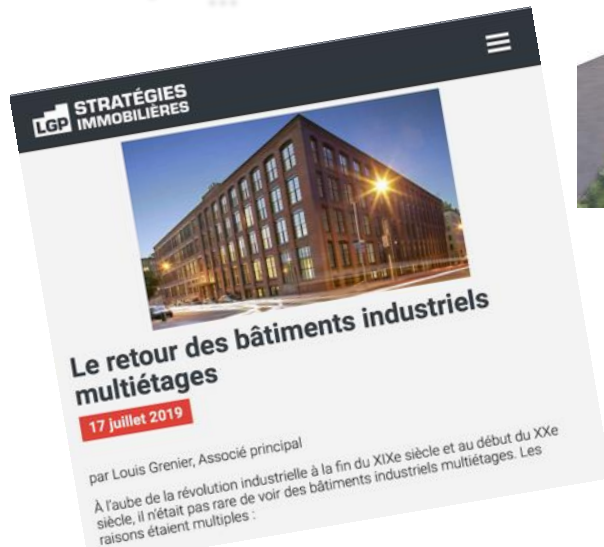 LGP STRATÉGIES
IMMOBILIÈRES
Le retour des bâtiments industriels
multiétages
17 juillet 2019
par Louis Grenier, Associé principal
À l'aube de la révolution industrielle à la fin du XIXe siècle et au début du XXe
siècle, il n'était pas rare de voir des bâtiments industriels multiétages. Les
raisons étaient multiples :